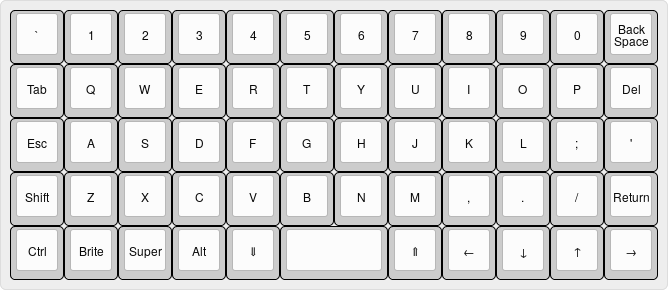 ` 1 2 3 4 5 6 7 8 9 0 Back Space
Tab Q W E R T Y U I O P Del
Esc A S D F G H J K L ; '
Shift Z X C V B N M , . / Return
Ctrl Brite Super Alt ⇓ ⇑ ← ↓ ↑ →